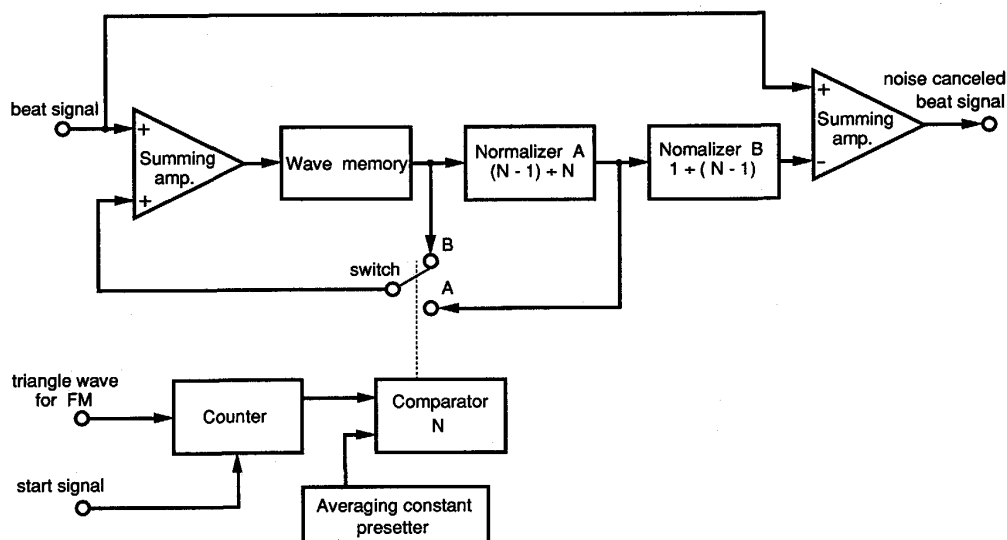 noise canceled
beat signal
beat signal
+
+
Summing
amp.
Wave memory
Normalizer A
(N - 1) ÷ N
Nomalizer B
1 ÷ ( N - 1)
+
-
Summing
amp.
B
switch
A
triangle wave
for FM
Counter
Comparator
N
start signal
Averaging constant
presetter